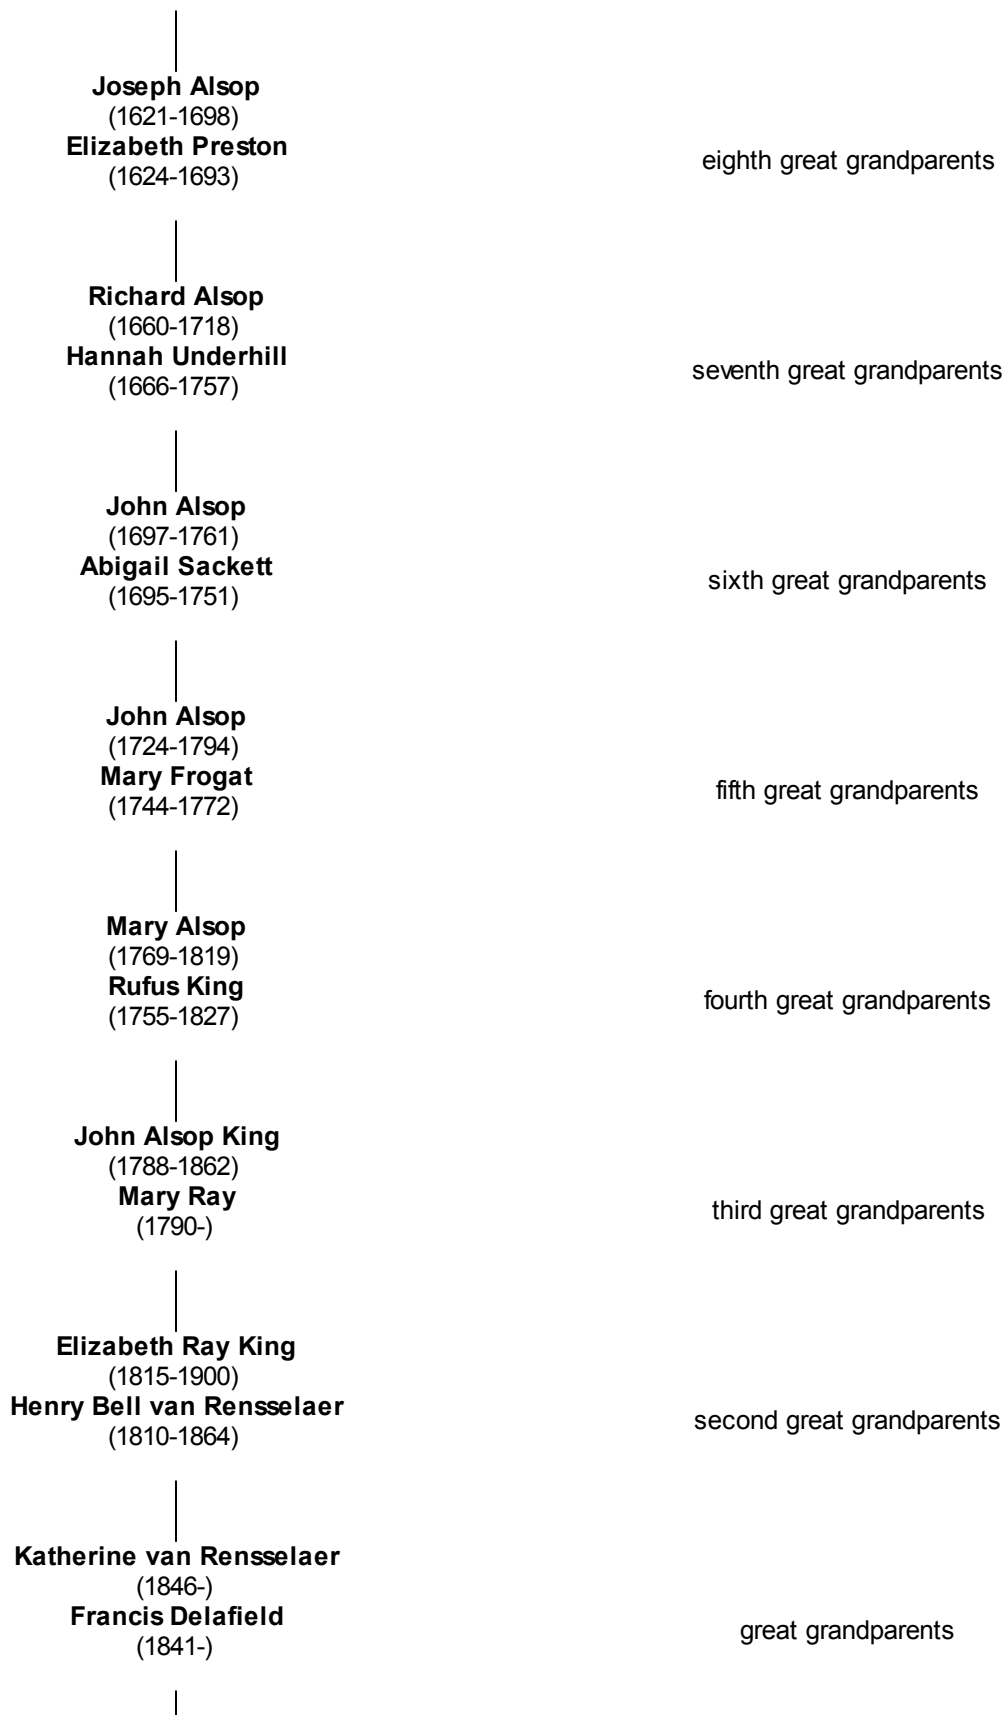 Joseph Alsop
(1621-1698)
Elizabeth Preston
(1624-1693)
eighth great grandparents
Richard Alsop
(1660-1718)
Hannah Underhill
(1666-1757)
seventh great grandparents
John Alsop
(1697-1761)
Abigail Sackett
(1695-1751)
sixth great grandparents
John Alsop
(1724-1794)
Mary Frogat
(1744-1772)
fifth great grandparents
Mary Alsop
(1769-1819)
Rufus King
(1755-1827)
fourth great grandparents
John Alsop King
(1788-1862)
Mary Ray
(1790-)
third great grandparents
Elizabeth Ray King
(1815-1900)
Henry Bell van Rensselaer
(1810-1864)
second great grandparents
Katherine van Rensselaer
(1846-)
Francis Delafield
(1841-)
great grandparents